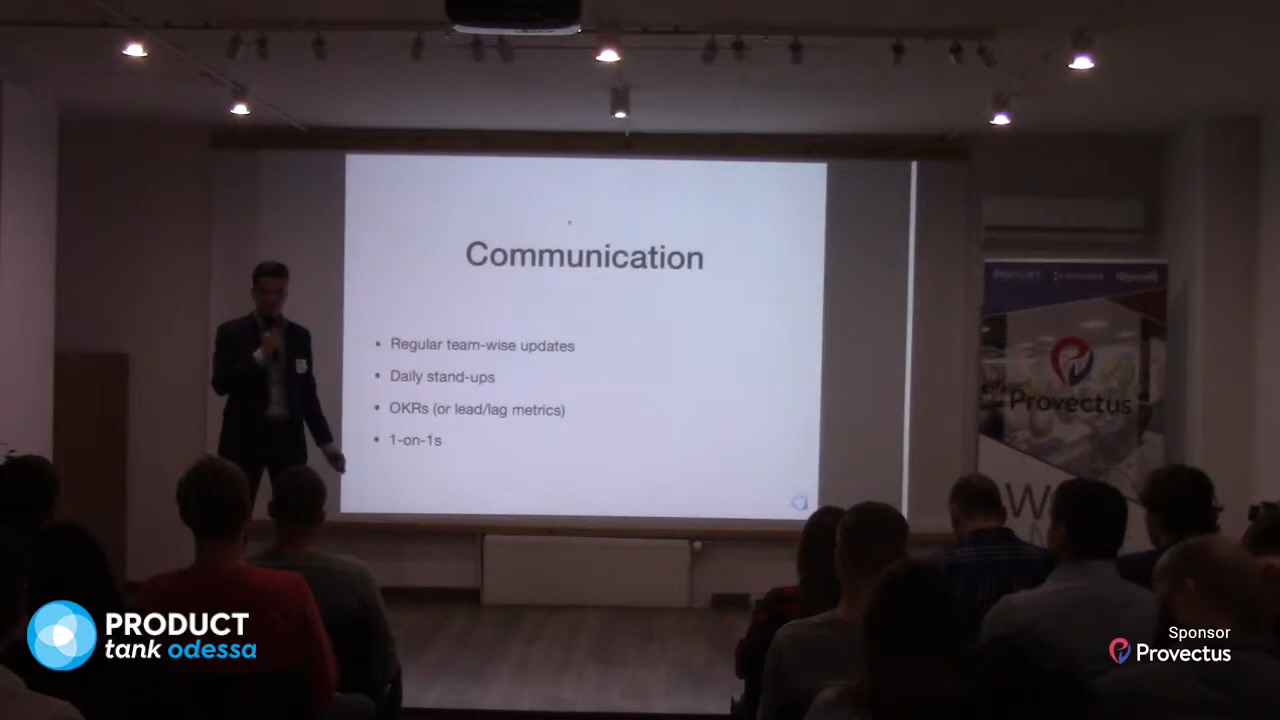 Communication
• Regular team-wise updates
• Daily stand-ups
• OKRs (or lead/lag metrics)
• 1-on-1s
Provectus
PRODUCT
tank odessa
Sponsor
Provectus